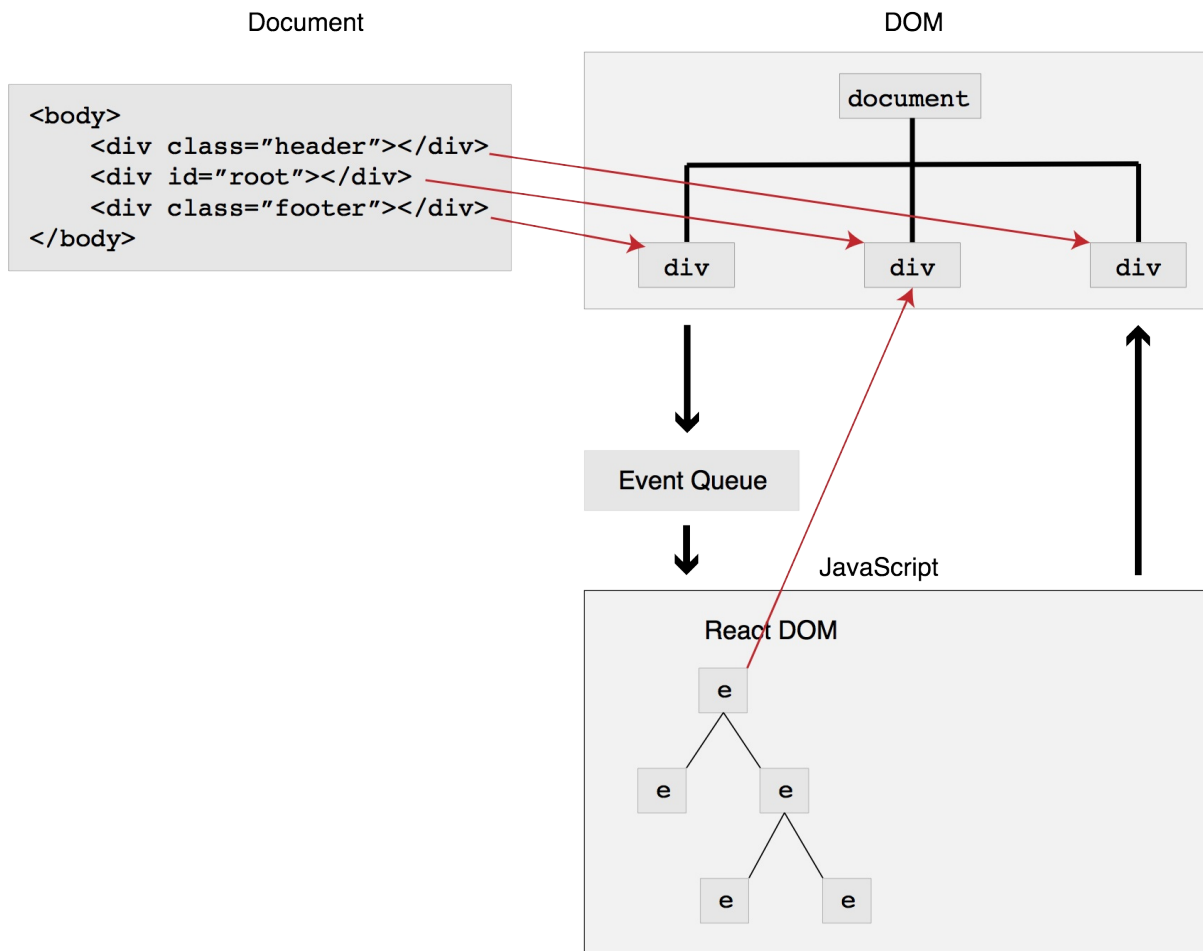 Document
DOM
<body>
    <div class=”header”></div>
    <div id=”root”></div>
    <div class=”footer”></div>
</body>
document
div
div
div
Event Queue
JavaScript
React DOM
e
e
e
e
e